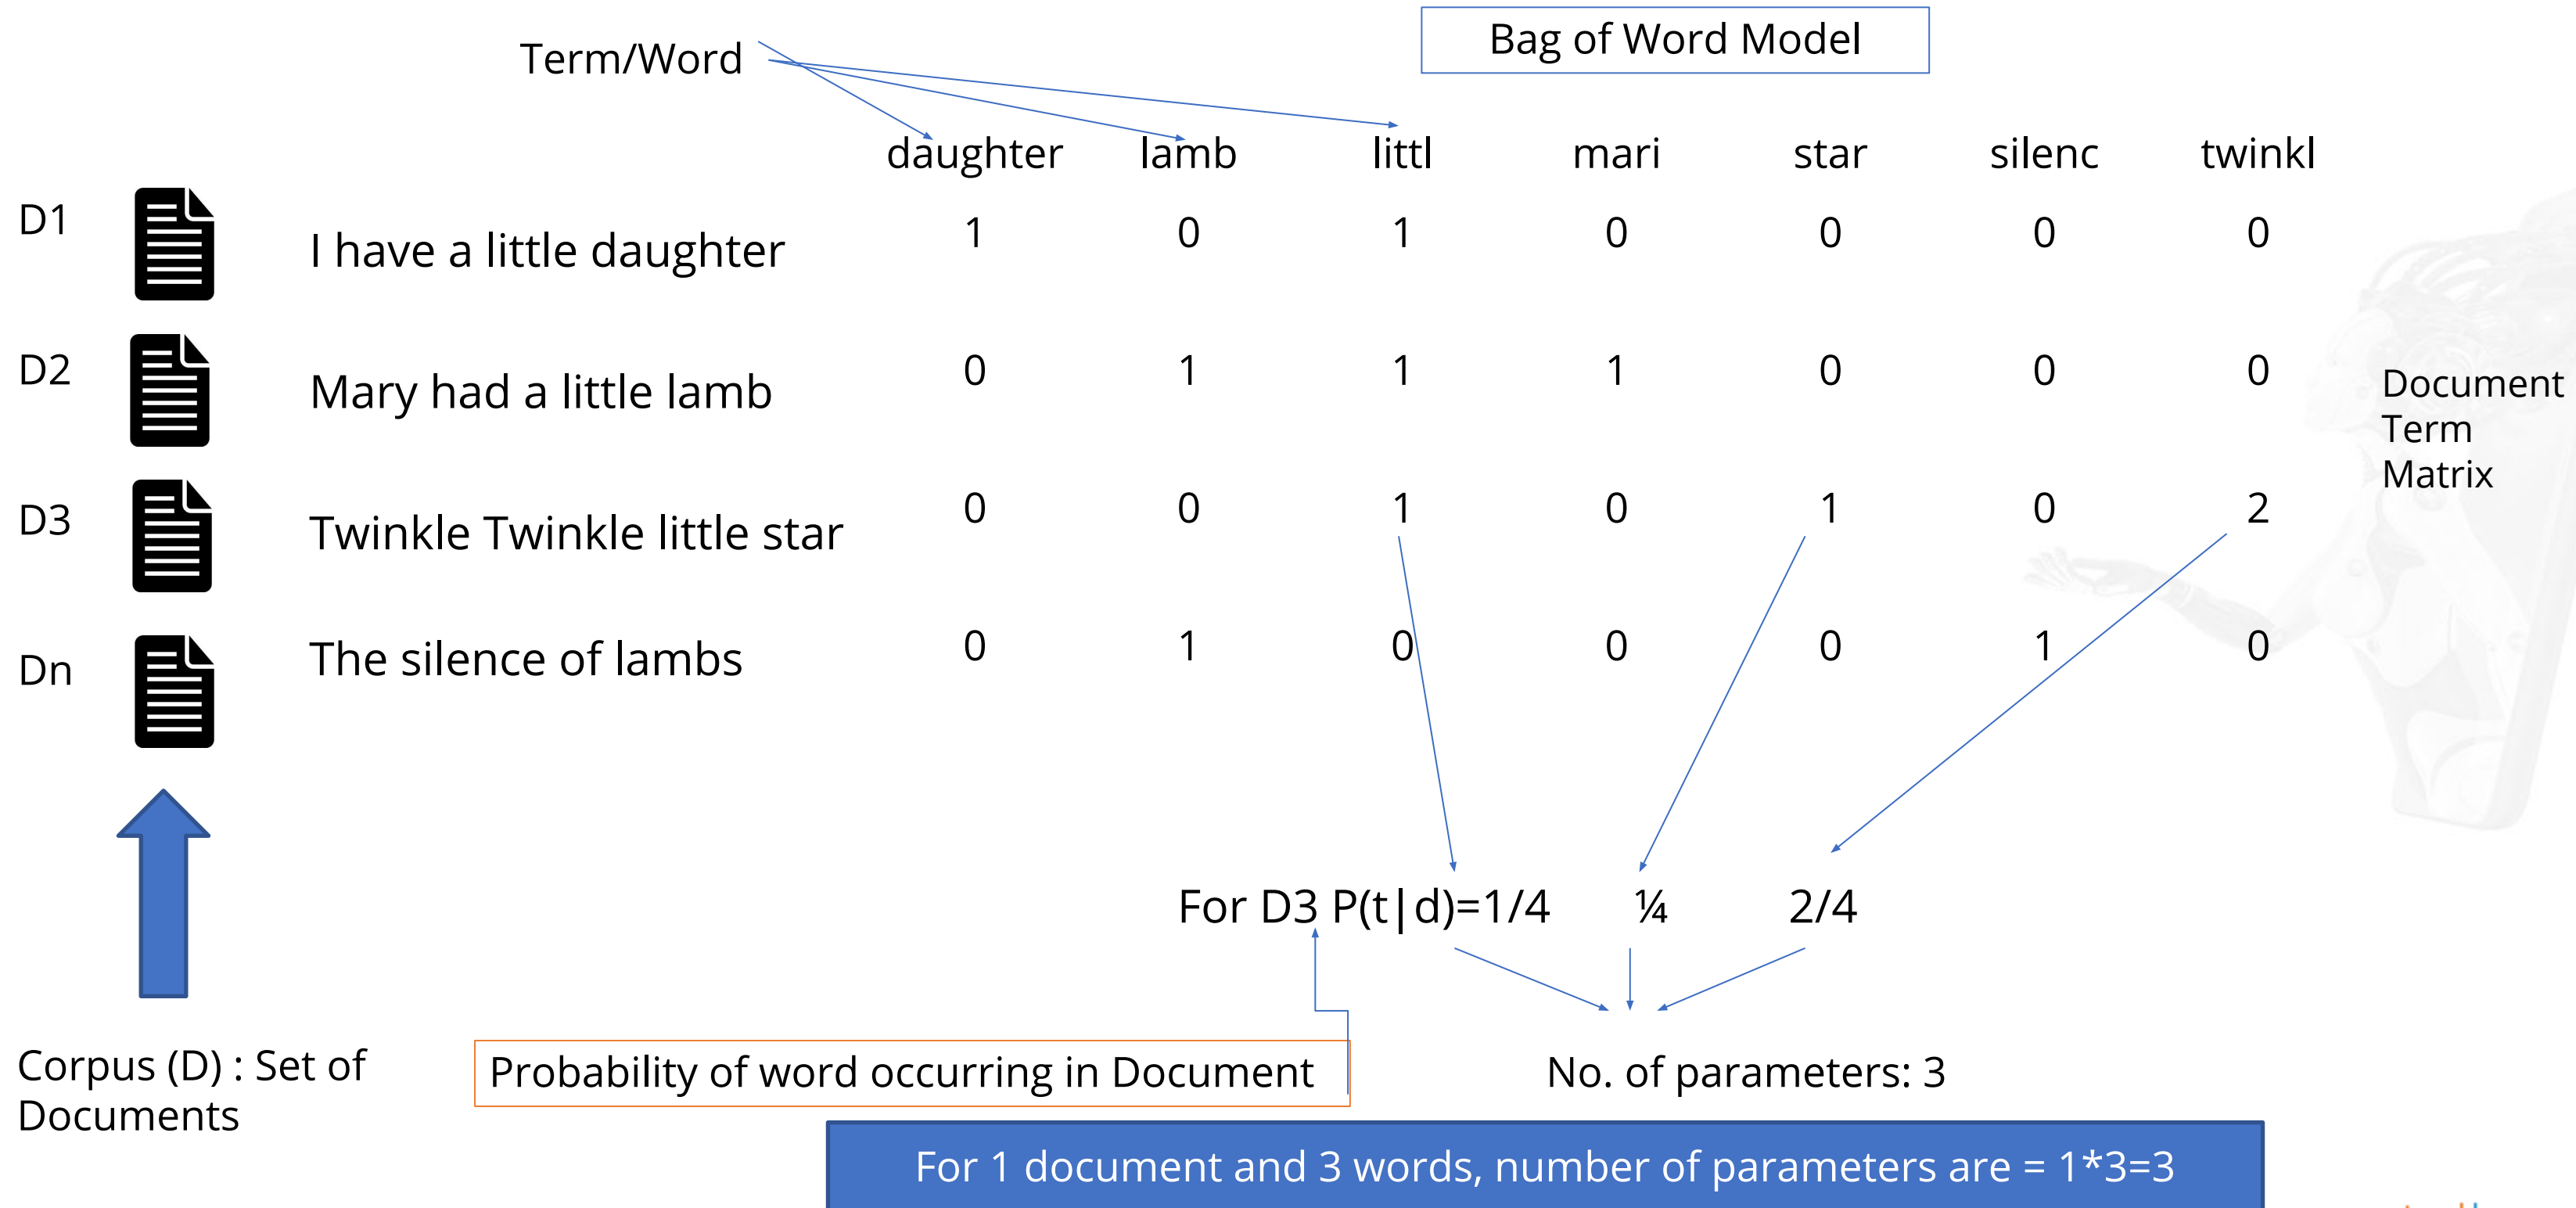 Bag of Word Model
Term/Word
daughter lamb littl mari star silenc twinkl
D1 I have a little daughter 1 0 1 0 0 0 0
D2 Mary had a little lamb 0 1 1 1 0 0 0
Document
Term
Matrix
D3 Twinkle Twinkle little star 0 0 1 0 1 0 2
Dn The silence of lambs 0 1 0 0 0 1 0
For D3 P(t|d)=1/4 ¼ 2/4
Corpus (D) : Set of
Documents
Probability of word occurring in Document
No. of parameters: 3
For 1 document and 3 words, number of parameters are = 1*3=3